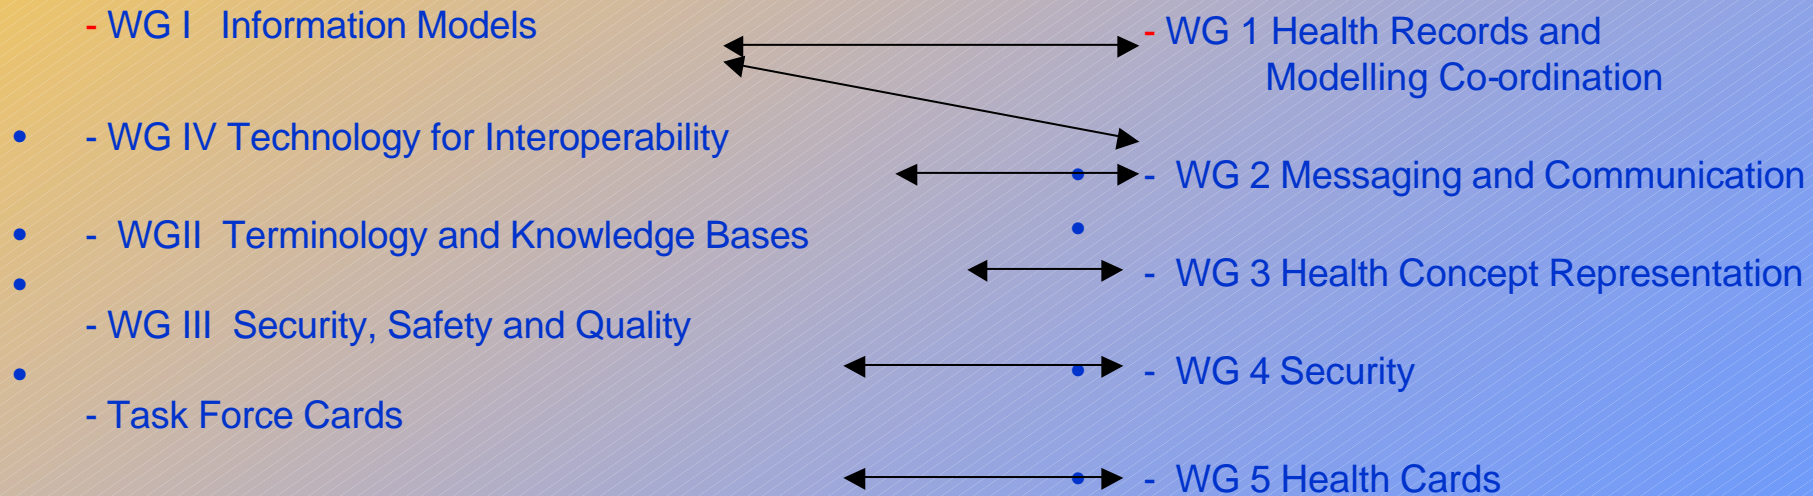 - WG I Information Models
• - WG IV Technology for Interoperability
• - WGII Terminology and Knowledge Bases
•
- WG III Security, Safety and Quality
•
- Task Force Cards
- WG 1 Health Records and
Modelling Co-ordination
• - WG 2 Messaging and Communication
•
- WG 3 Health Concept Representation
• - WG 4 Security
• - WG 5 Health Cards